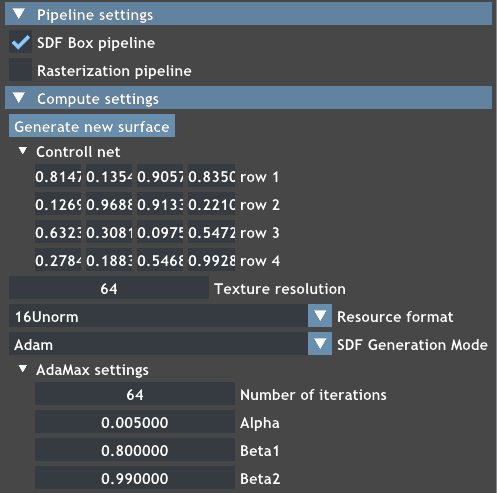 Pipeline settings
SDF Box pipeline
Rasterization pipeline
Compute settings
Generate new surface
Controll net
0.8147 0.1354 0.9057 0.8350 row 1
0.1269 0.9688 0.9133 0.2210 row 2
0.6323 0.3081 0.0975 0.5472 row 3
0.2784 0.1883 0.5468 0.9928 row 4
64 Texture resolution
16Unorm Resource format
Adam SDF Generation Mode
AdaMax settings
64 Number of iterations
0.005000 Alpha
0.800000 Beta1
0.990000 Beta2